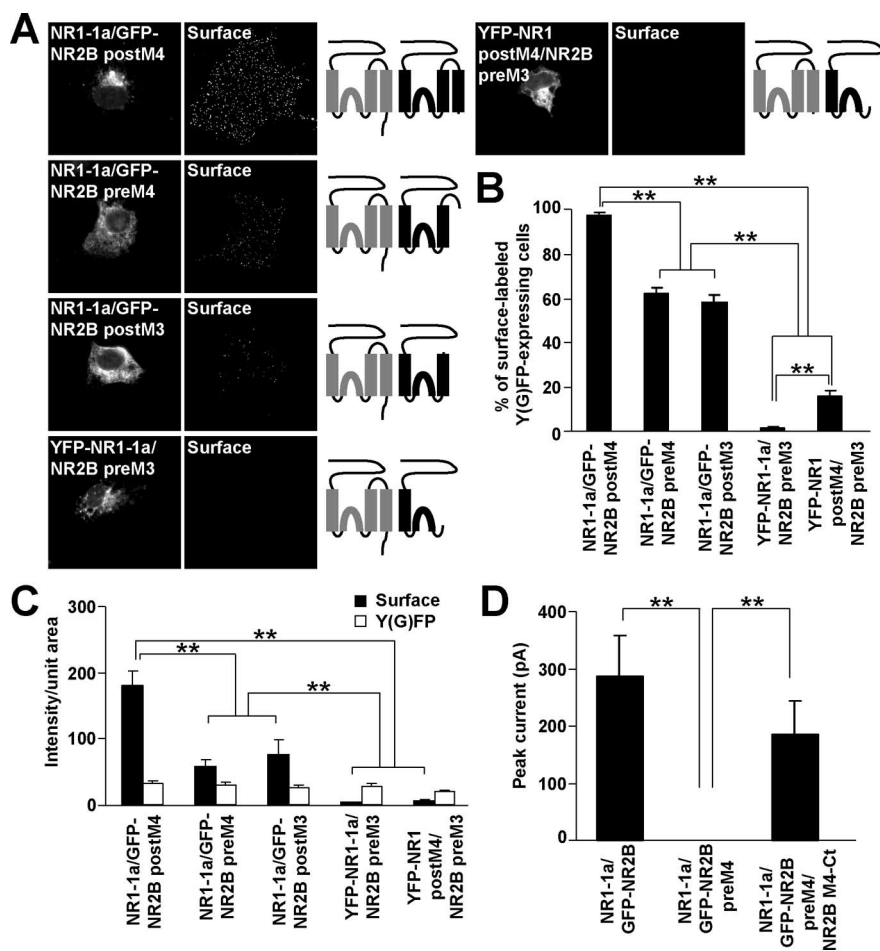 A
NR1-1a/GFP-
NR2B postM4
Surface
YFP-NR1
postM4/NR2B
preM3
Surface
NR1-1a/GFP-
NR2B preM4
Surface
NR1-1a/GFP-
NR2B postM3
Surface
YFP-NR1-1a/
NR2B preM3
Surface
B
% of surface-labeled
Y(G)FP-expressing cells
100
80
60
40
20
0
**
**
**
**
NR1-1a/GFP-
NR2B postM4
NR1-1a/GFP-
NR2B preM4
NR1-1a/GFP-
NR2B postM3
YFP-NR1-1a/
NR2B preM3
YFP-NR1
postM4/
NR2B preM3
C
Intensity/unit area
300
200
100
0
Surface
Y(G)FP
**
**
**
NR1-1a/GFP-
NR2B postM4
NR1-1a/GFP-
NR2B preM4
NR1-1a/GFP-
NR2B postM3
YFP-NR1-1a/
NR2B preM3
YFP-NR1
postM4/
NR2B preM3
D
Peak current (pA)
400
300
200
100
0
**
**
NR1-1a/
GFP-NR2B
NR1-1a/
GFP-NR2B
preM4
NR1-1a/
GFP-NR2B
preM4/
NR2B M4-Ct